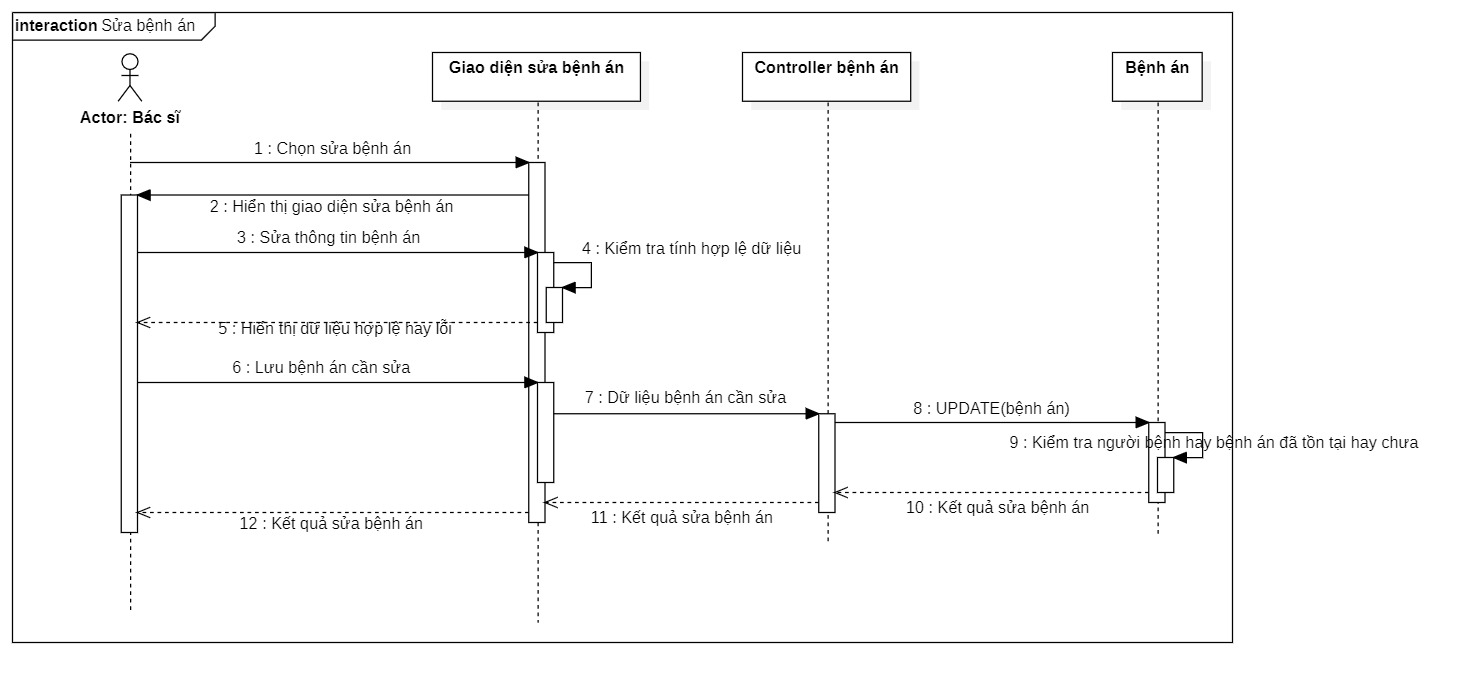 interaction Sửa bệnh án
Giao diện sửa bệnh án
Controller bệnh án
Bệnh án
Actor: Bác sĩ
1 : Chọn sửa bệnh án
2 : Hiển thị giao diện sửa bệnh án
3 : Sửa thông tin bệnh án
4 : Kiểm tra tính hợp lệ dữ liệu
5 : Hiển thị dữ liệu hợp lệ hay lỗi
6 : Lưu bệnh án cần sửa
7 : Dữ liệu bệnh án cần sửa
8 : UPDATE(bệnh án)
9 : Kiểm tra người bệnh hay bệnh án đã tồn tại hay chưa
10 : Kết quả sửa bệnh án
11 : Kết quả sửa bệnh án
12 : Kết quả sửa bệnh án